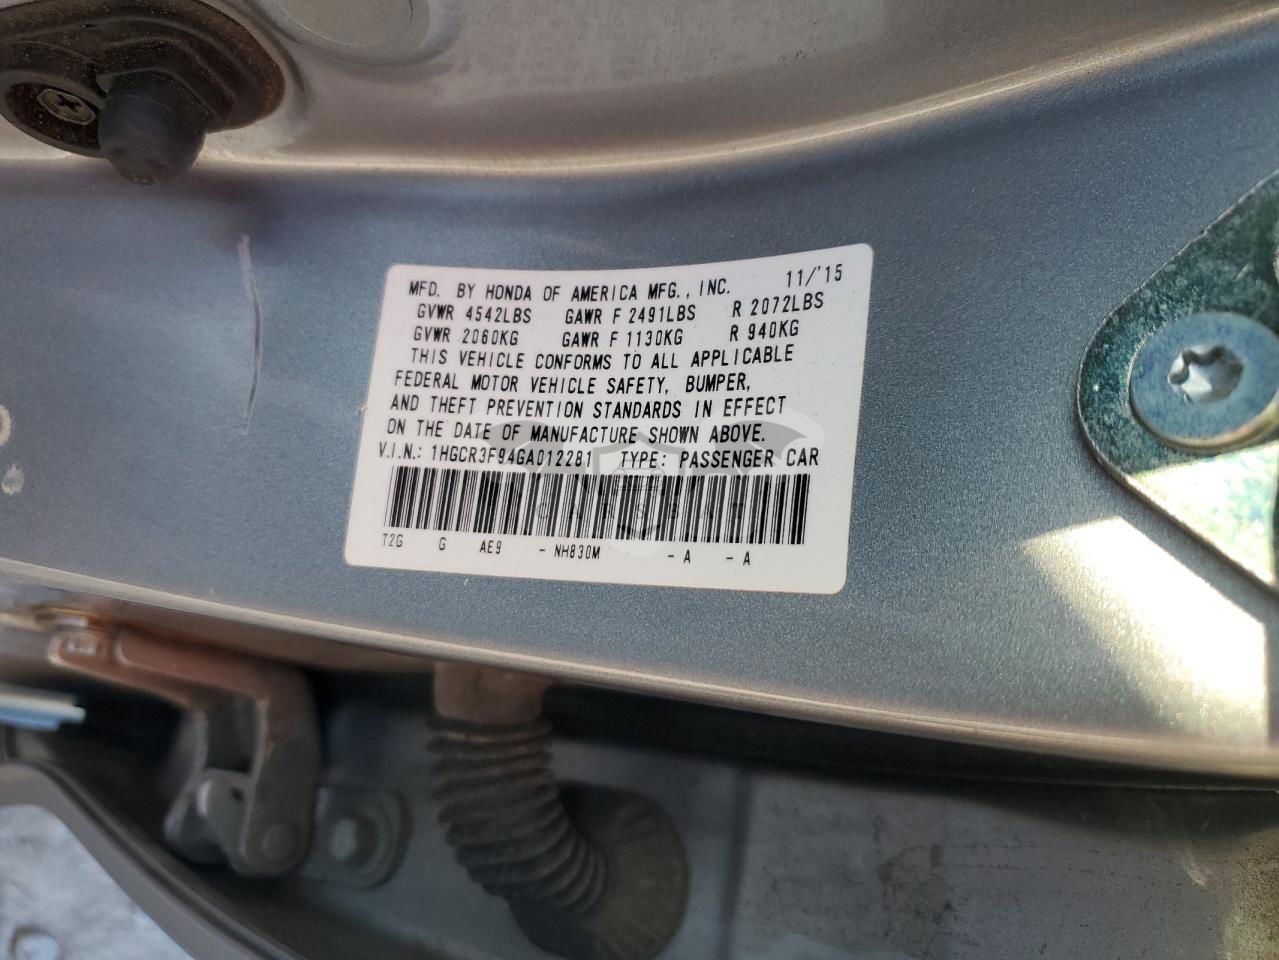 MFD. BY HONDA OF AMERICA MFG., INC. 11/'15
GVWR 4542LBS GAWR F 2491LBS R 2072LBS
GVWR 2060KG GAWR F 1130KG R 940KG
THIS VEHICLE CONFORMS TO ALL APPLICABLE
FEDERAL MOTOR VEHICLE SAFETY, BUMPER,
AND THEFT PREVENTION STANDARDS IN EFFECT
ON THE DATE OF MANUFACTURE SHOWN ABOVE.
V.I.N.: 1HGCR3F94GA012281 TYPE: PASSENGER CAR
T2G G AE9 - NH830M - A - A